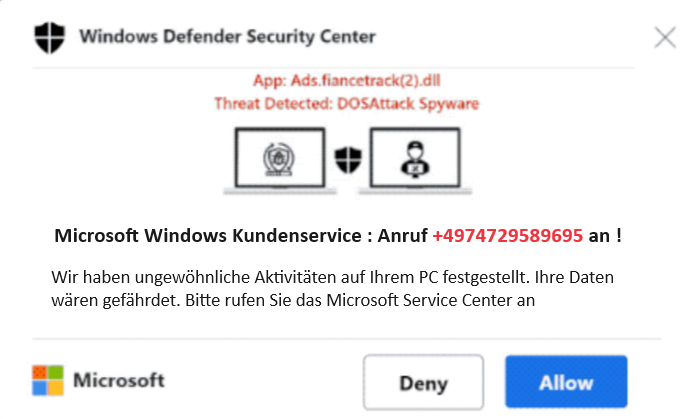 Windows Defender Security Center
App: Ads.fiancetrack(2).dll
Threat Detected: DOSAttack Spyware
Microsoft Windows Kundenservice : Anruf +4974729589695 an !
Wir haben ungewöhnliche Aktivitäten auf Ihrem PC festgestellt. Ihre Daten
wären gefährdet. Bitte rufen Sie das Microsoft Service Center an
Microsoft
Deny
Allow